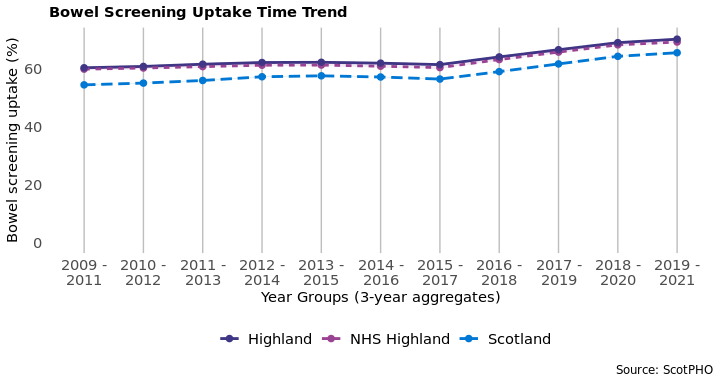 Bowel Screening Uptake Time Trend
Bowel screening uptake (%)
60
40
20
0
2009 - 2010 - 2011 - 2012 - 2013 - 2014 - 2015 - 2016 - 2017 - 2018 - 2019 -
2011 2012 2013 2014 2015 2016 2017 2018 2019 2020 2021
Year Groups (3-year aggregates)
Highland NHS Highland Scotland
Source: ScotPHO